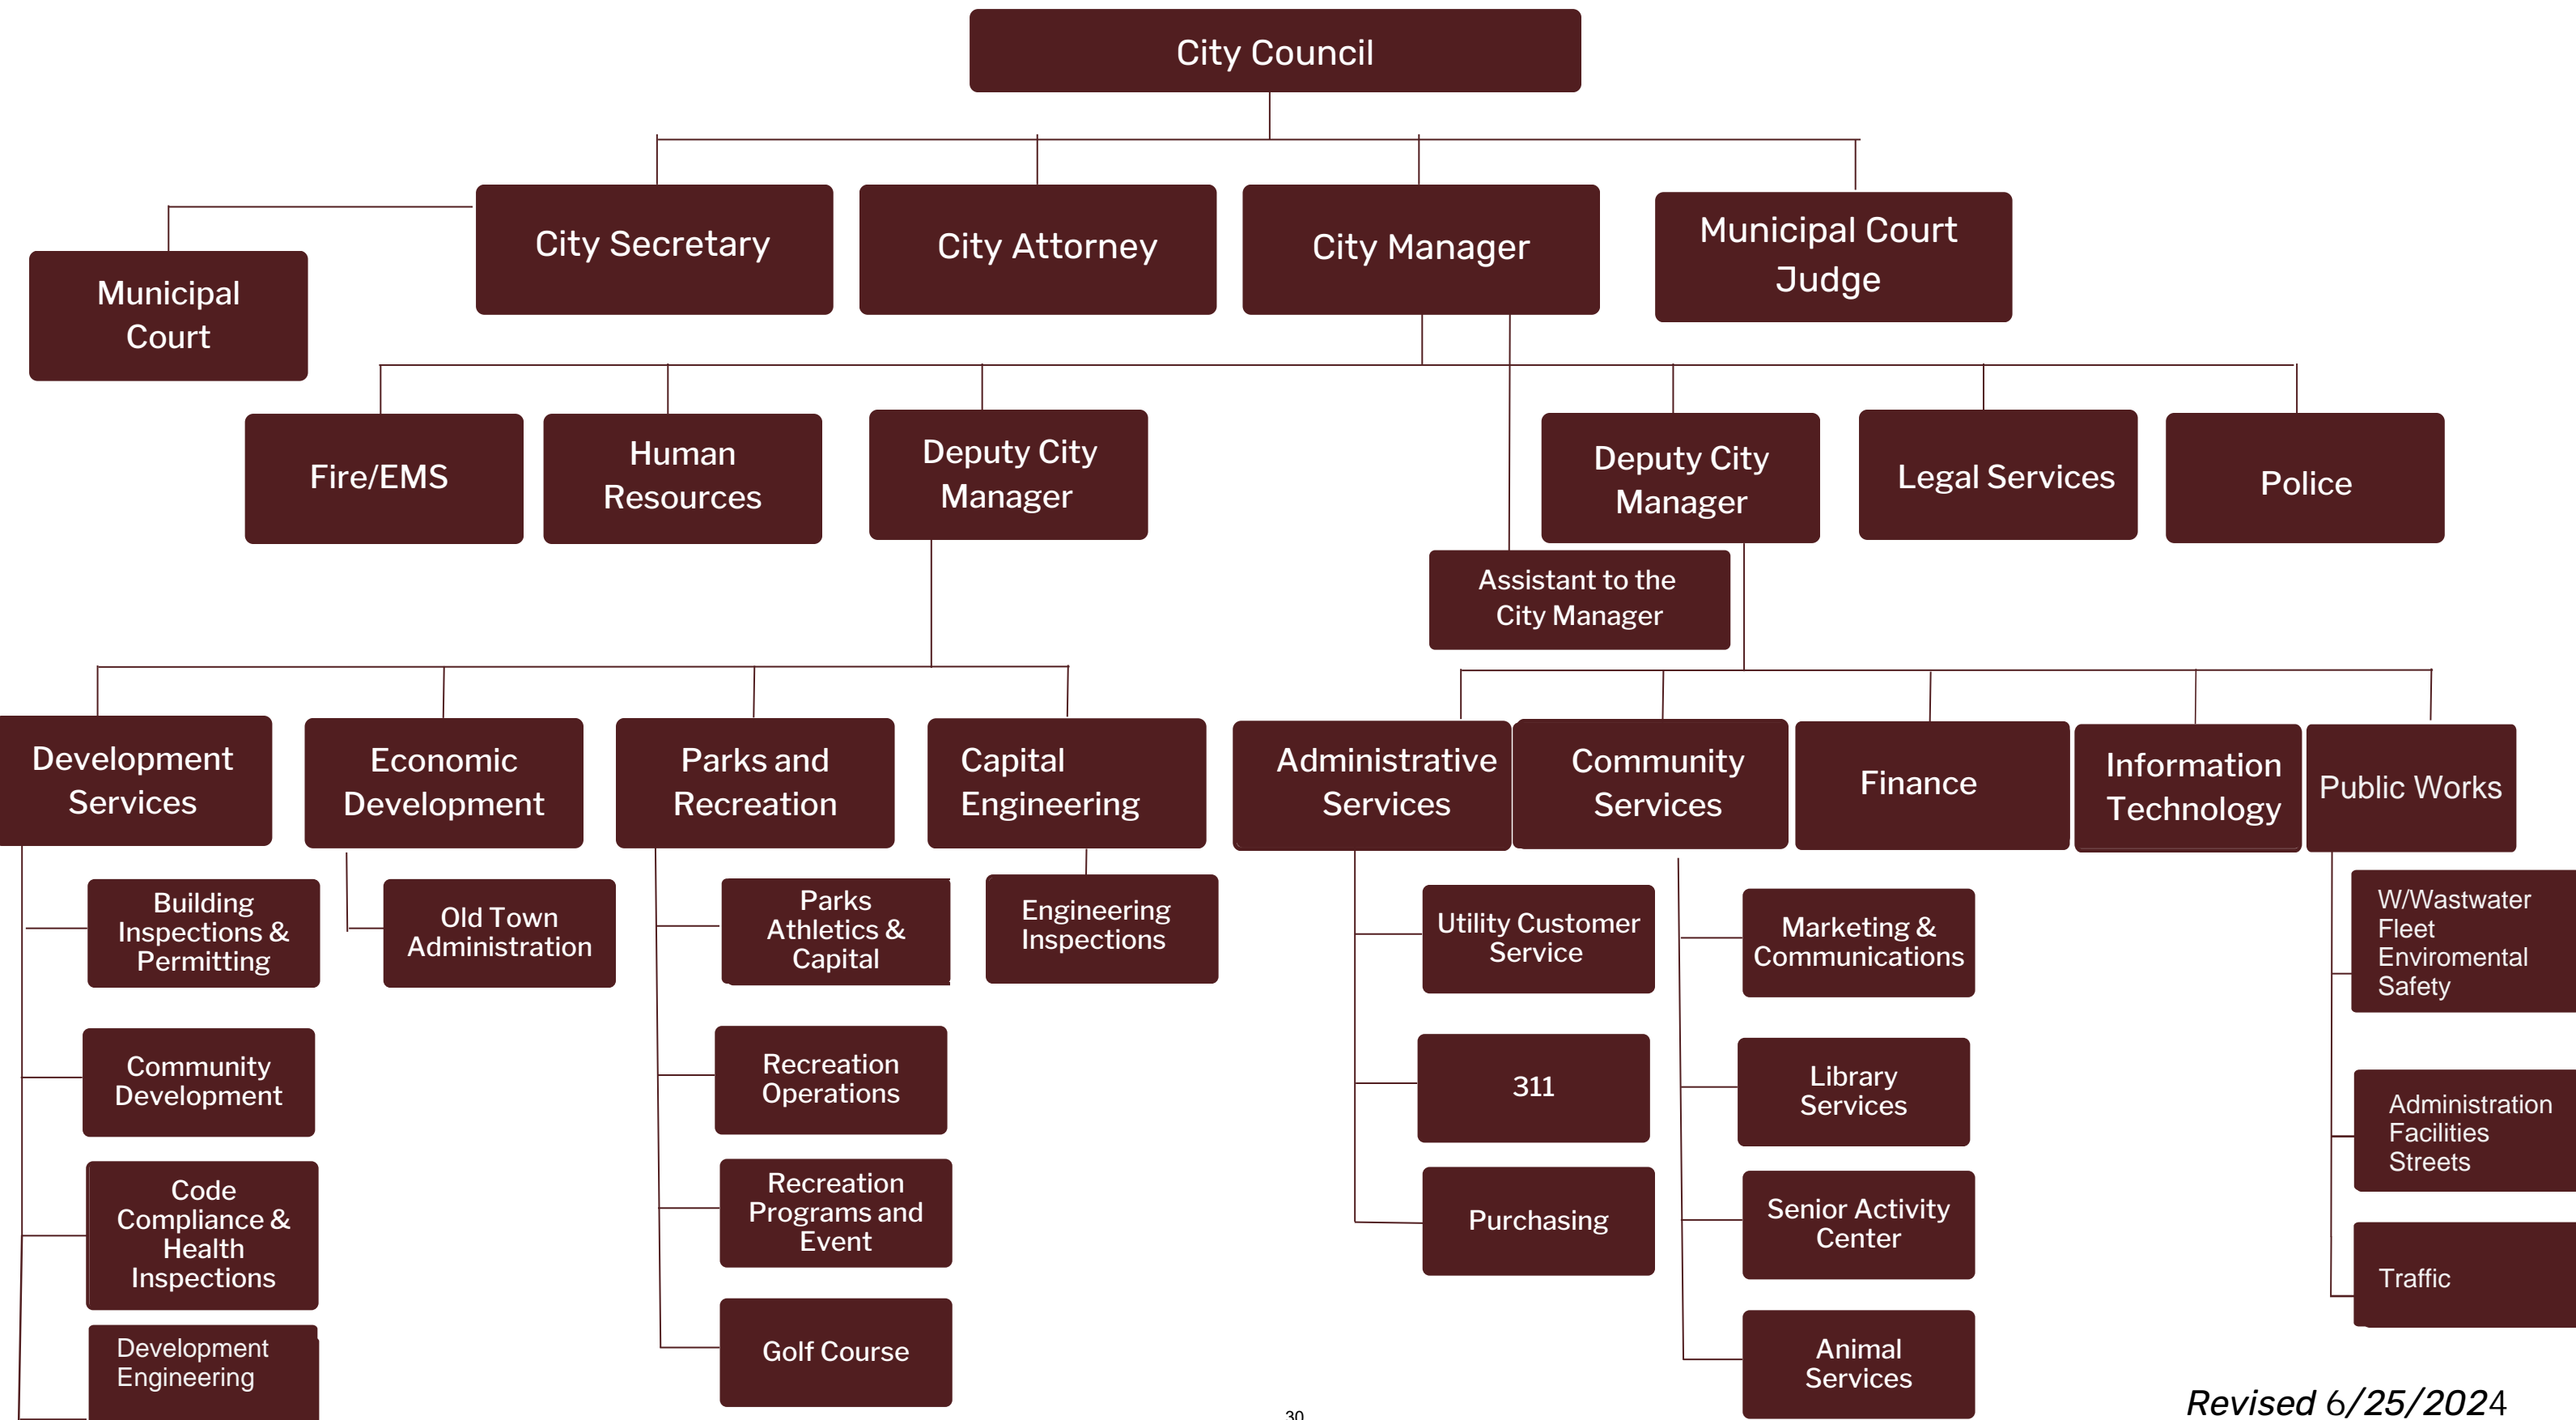 City Council
City Secretary
City Attorney
City Manager
Municipal Court
Judge
Municipal
Court
Fire/EMS
Human
Resources
Deputy City
Manager
Deputy City
Manager
Legal Services
Police
Assistant to the
City Manager
Development
Services
Economic
Development
Parks and
Recreation
Capital
Engineering
Administrative
Services
Community
Services
Finance
Information
Technology
Public Works
Building
Inspections &
Permitting
Community
Development
Code
Compliance &
Health
Inspections
Development
Engineering
Old Town
Administration
Parks
Athletics &
Capital
Recreation
Operations
Recreation
Programs and
Event
Golf Course
Engineering
Inspections
Utility Customer
Service
311
Purchasing
Marketing &
Communications
Library
Services
Senior Activity
Center
Animal
Services
W/Wastwater
Fleet
Enviromental
Safety
Administration
Facilities
Streets
Traffic
30
Revised 6/25/2024